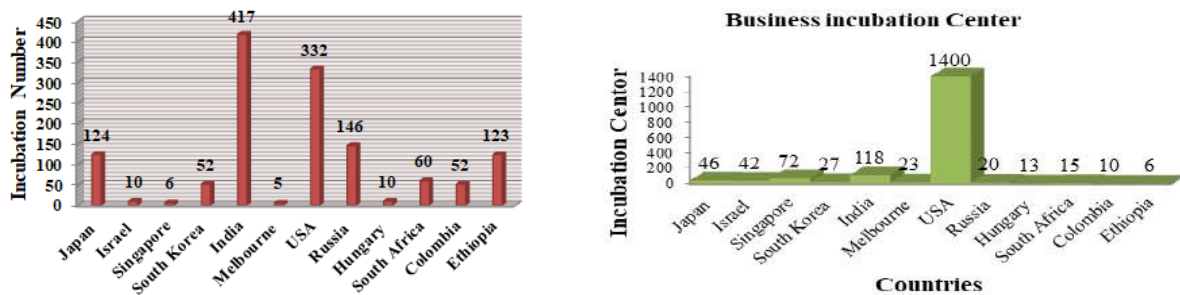 450
400
350
300
250
200
150
100
50
0
Incubation Number
124
10
6
52
417
5
332
146
10
60
52
123
Japan
Israel
Singapore
South Korea
India
Melbourne
USA
Russia
Hungary
South Africa
Colombia
Ethiopia
Business incubation Center
1400
1200
1000
800
600
400
200
0
Incubation Centor
46
42
72
27
118
23
1400
20
13
15
10
6
Japan
Israel
Singapore
South Korea
India
Melbourne
USA
Russia
Hungary
South Africa
Colombia
Ethiopia
Countries